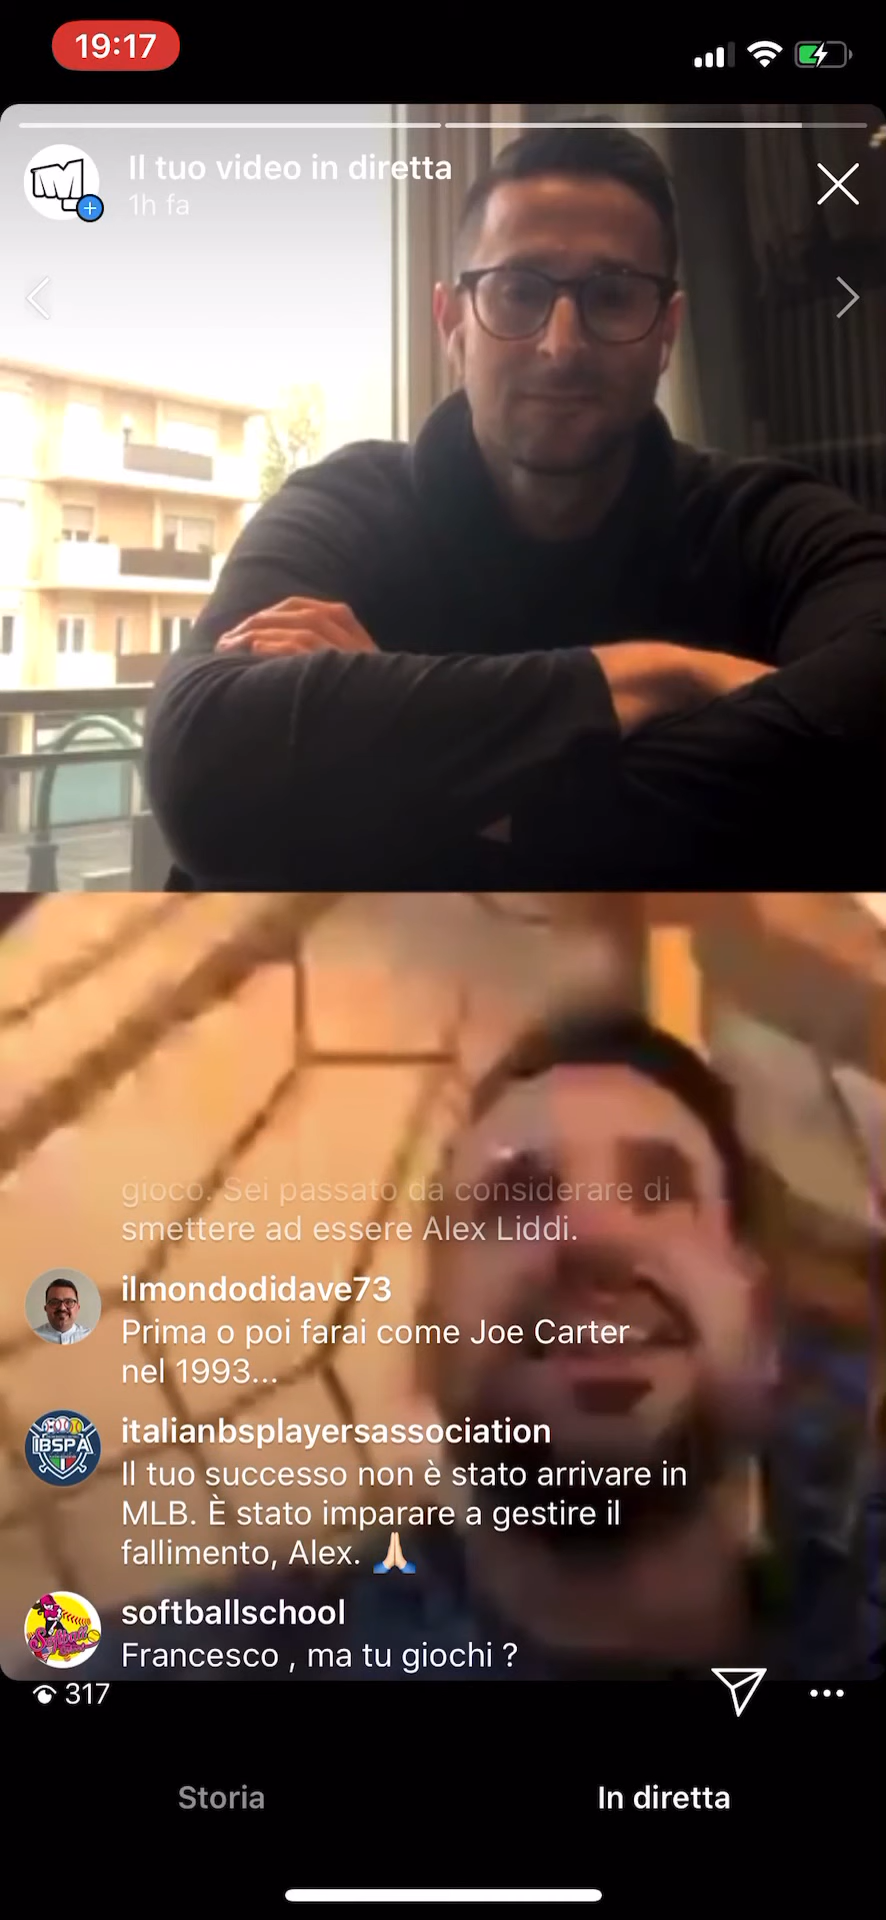 19:17
Il tuo video in diretta
1h fa
gioco. Sei passato da considerare di
smettere ad essere Alex Liddi.
ilmondodidave73
Prima o poi farai come Joe Carter
nel 1993...
IBSPA
italianbsplayersassociation
Il tuo successo non è stato arrivare in
MLB. È stato imparare a gestire il
fallimento, Alex. 🙏🏻
softballschool
Francesco , ma tu giochi ?
317
Storia
In diretta